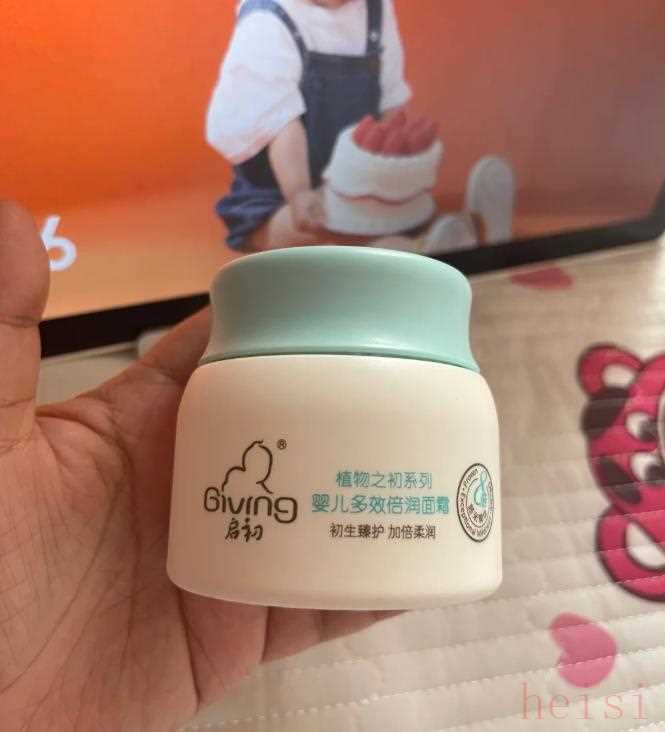 6
Giving®
启初
植物之初系列
婴儿多效倍润面霜
初生臻护 加倍柔润
heisi